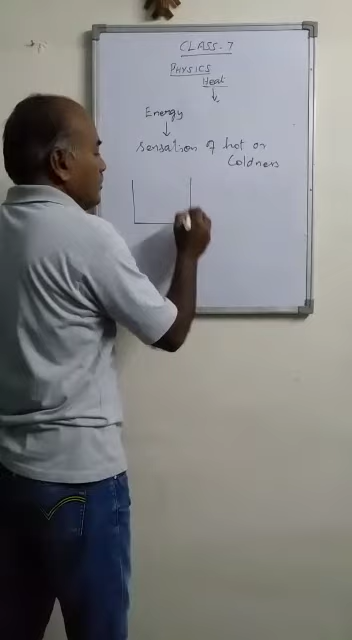 CLASS-7
PHYSICS
Heat
Energy
Sensation of hot or
Coldness